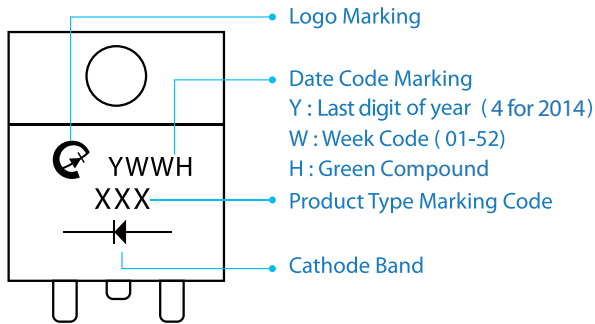 Logo Marking
Date Code Marking
Y : Last digit of year ( 4 for 2014)
W : Week Code ( 01-52)
YWWH
H : Green Compound
XXX
Product Type Marking Code
Cathode Band